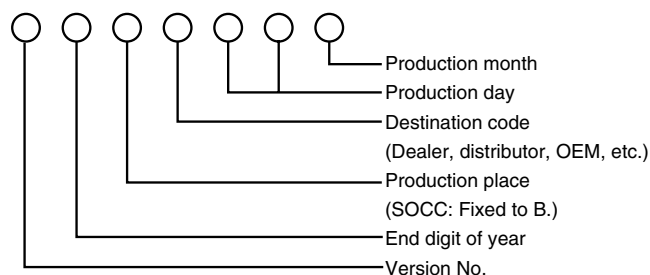 Production month
Production day
Destination code
(Dealer, distributor, OEM, etc.)
Production place
(SOCC: Fixed to B.)
End digit of year
Version No.